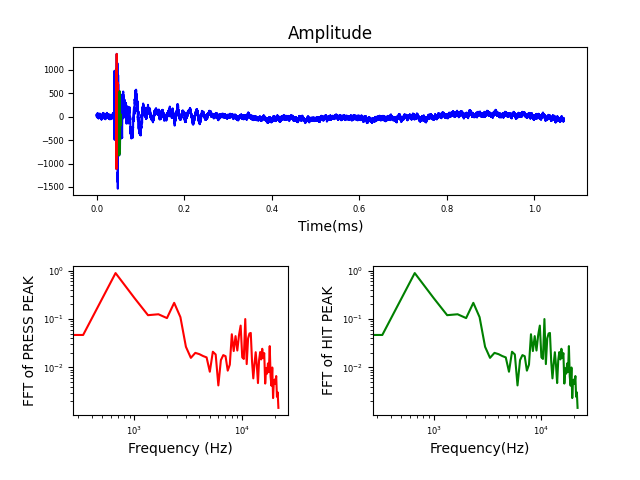 Amplitude
1000
500
0
−500
−1000
−1500
0.0 0.2 0.4 0.6 0.8 1.0
Time(ms)
FFT of PRESS PEAK
10⁰
10⁻¹
10⁻²
10³ 10⁴
Frequency (Hz)
FFT of HIT PEAK
10⁰
10⁻¹
10⁻²
10³ 10⁴
Frequency(Hz)